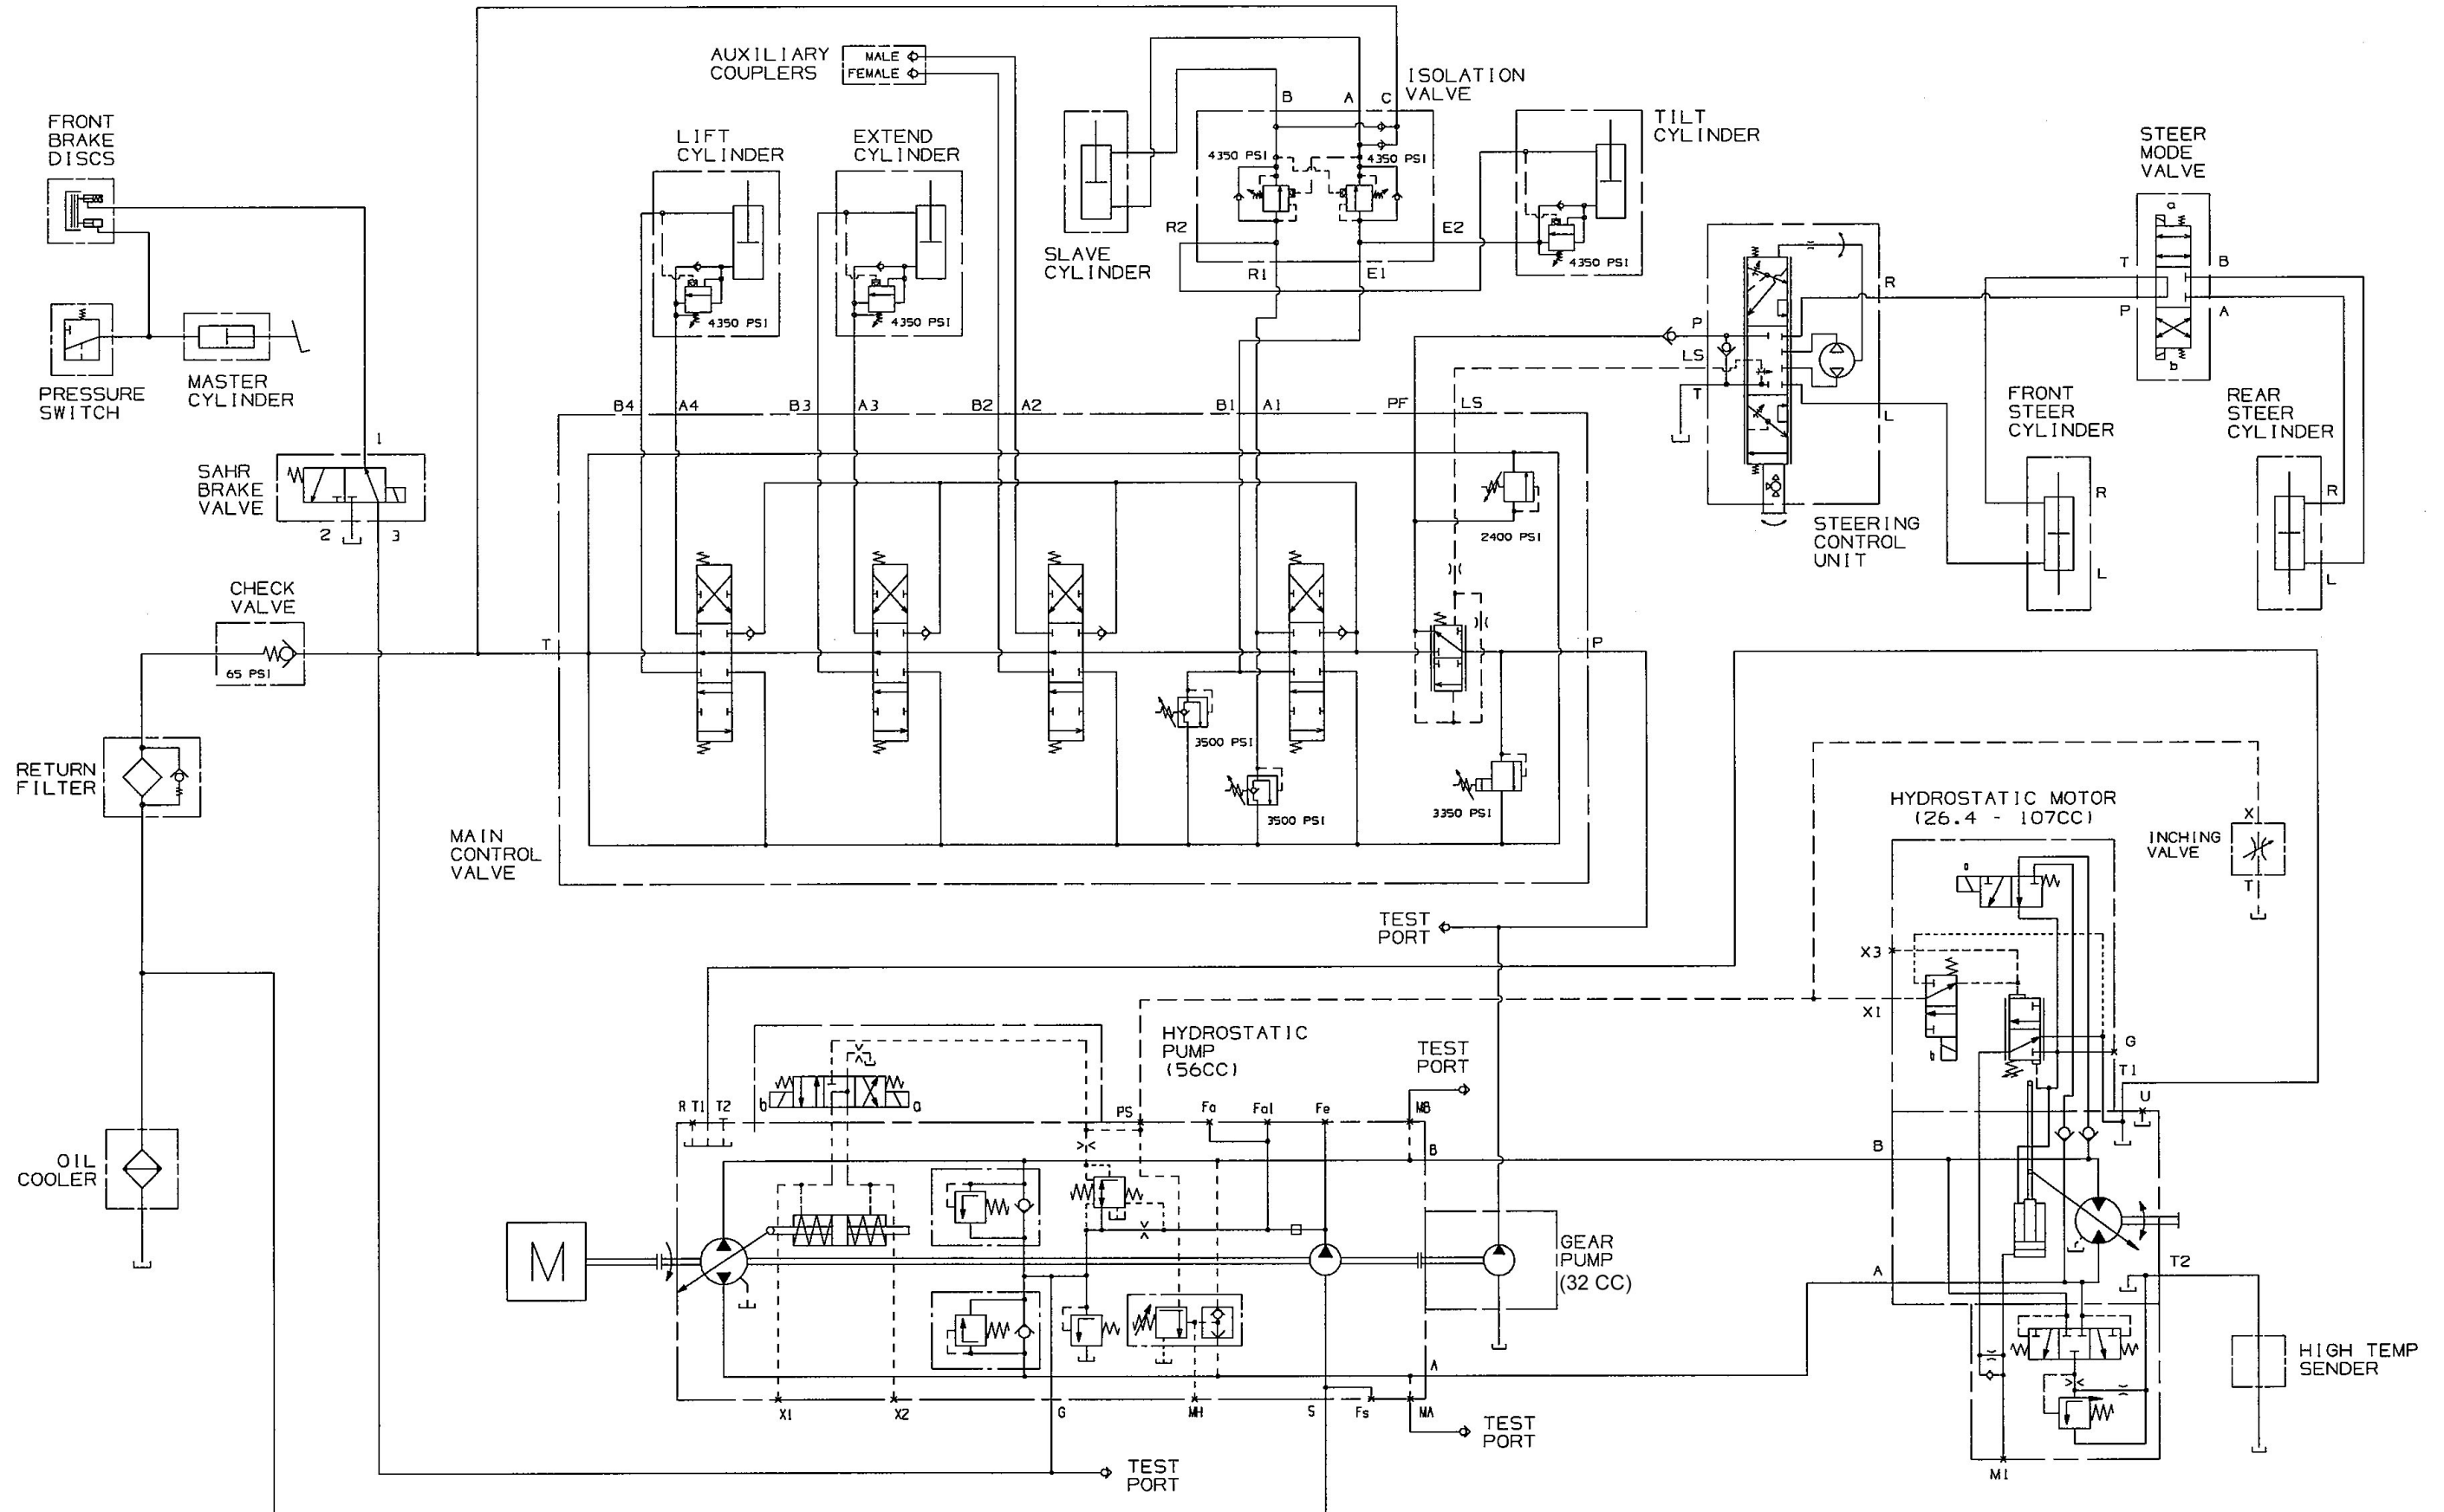 AUXILIARY
COUPLERS
MALE
FEMALE
B
A
C
ISOLATION
VALVE
FRONT
BRAKE
DISCS
LIFT
CYLINDER
EXTEND
CYLINDER
TILT
CYLINDER
STEER
MODE
VALVE
4350 PSI
4350 PSI
a
R2
E2
SLAVE
CYLINDER
R1
E1
4350 PSI
T
B
R
P
A
4350 PSI
4350 PSI
P
LS
T
b
L
PRESSURE
SWITCH
MASTER
CYLINDER
FRONT
STEER
CYLINDER
REAR
STEER
CYLINDER
B4
A4
B3
A3
B2
A2
B1
A1
PF
LS
1
SAHR
BRAKE
VALVE
2
3
R
L
R
L
STEERING
CONTROL
UNIT
2400 PSI
CHECK
VALVE
65 PSI
T
P
3500 PSI
3500 PSI
3350 PSI
RETURN
FILTER
MAIN
CONTROL
VALVE
HYDROSTATIC MOTOR
(26.4 - 107CC)
X
INCHING
VALVE
T
a
TEST
PORT
X3
X1
b
G
T1
U
HYDROSTATIC
PUMP
(56CC)
TEST
PORT
b
a
R T1 T2
PS
Fa
Fa1
Fe
MB
B
B
OIL
COOLER
M
GEAR
PUMP
(32 CC)
A
T2
A
HIGH TEMP
SENDER
X1
X2
G
MH
S
Fs
MA
TEST
PORT
TEST
PORT
M1